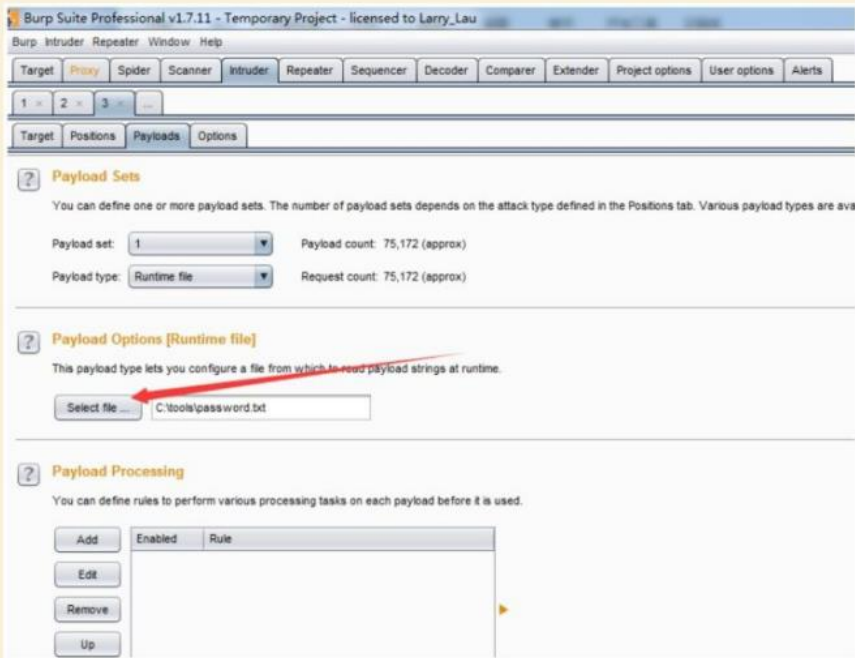 Burp Suite Professional v1.7.11 - Temporary Project - licensed to Larry_Lau
Burp Intruder Repeater Window Help
Target Proxy Spider Scanner Intruder Repeater Sequencer Decoder Comparer Extender Project options User options Alerts
1 × 2 × 3 × ...
Target Positions Payloads Options
? Payload Sets
You can define one or more payload sets. The number of payload sets depends on the attack type defined in the Positions tab. Various payload types are ava
Payload set: 1 Payload count: 75,172 (approx)
Payload type: Runtime file Request count: 75,172 (approx)
? Payload Options [Runtime file]
This payload type lets you configure a file from which to read payload strings at runtime.
Select file ... C:\tools\password.txt
? Payload Processing
You can define rules to perform various processing tasks on each payload before it is used.
Add Enabled Rule
Edit
Remove
Up